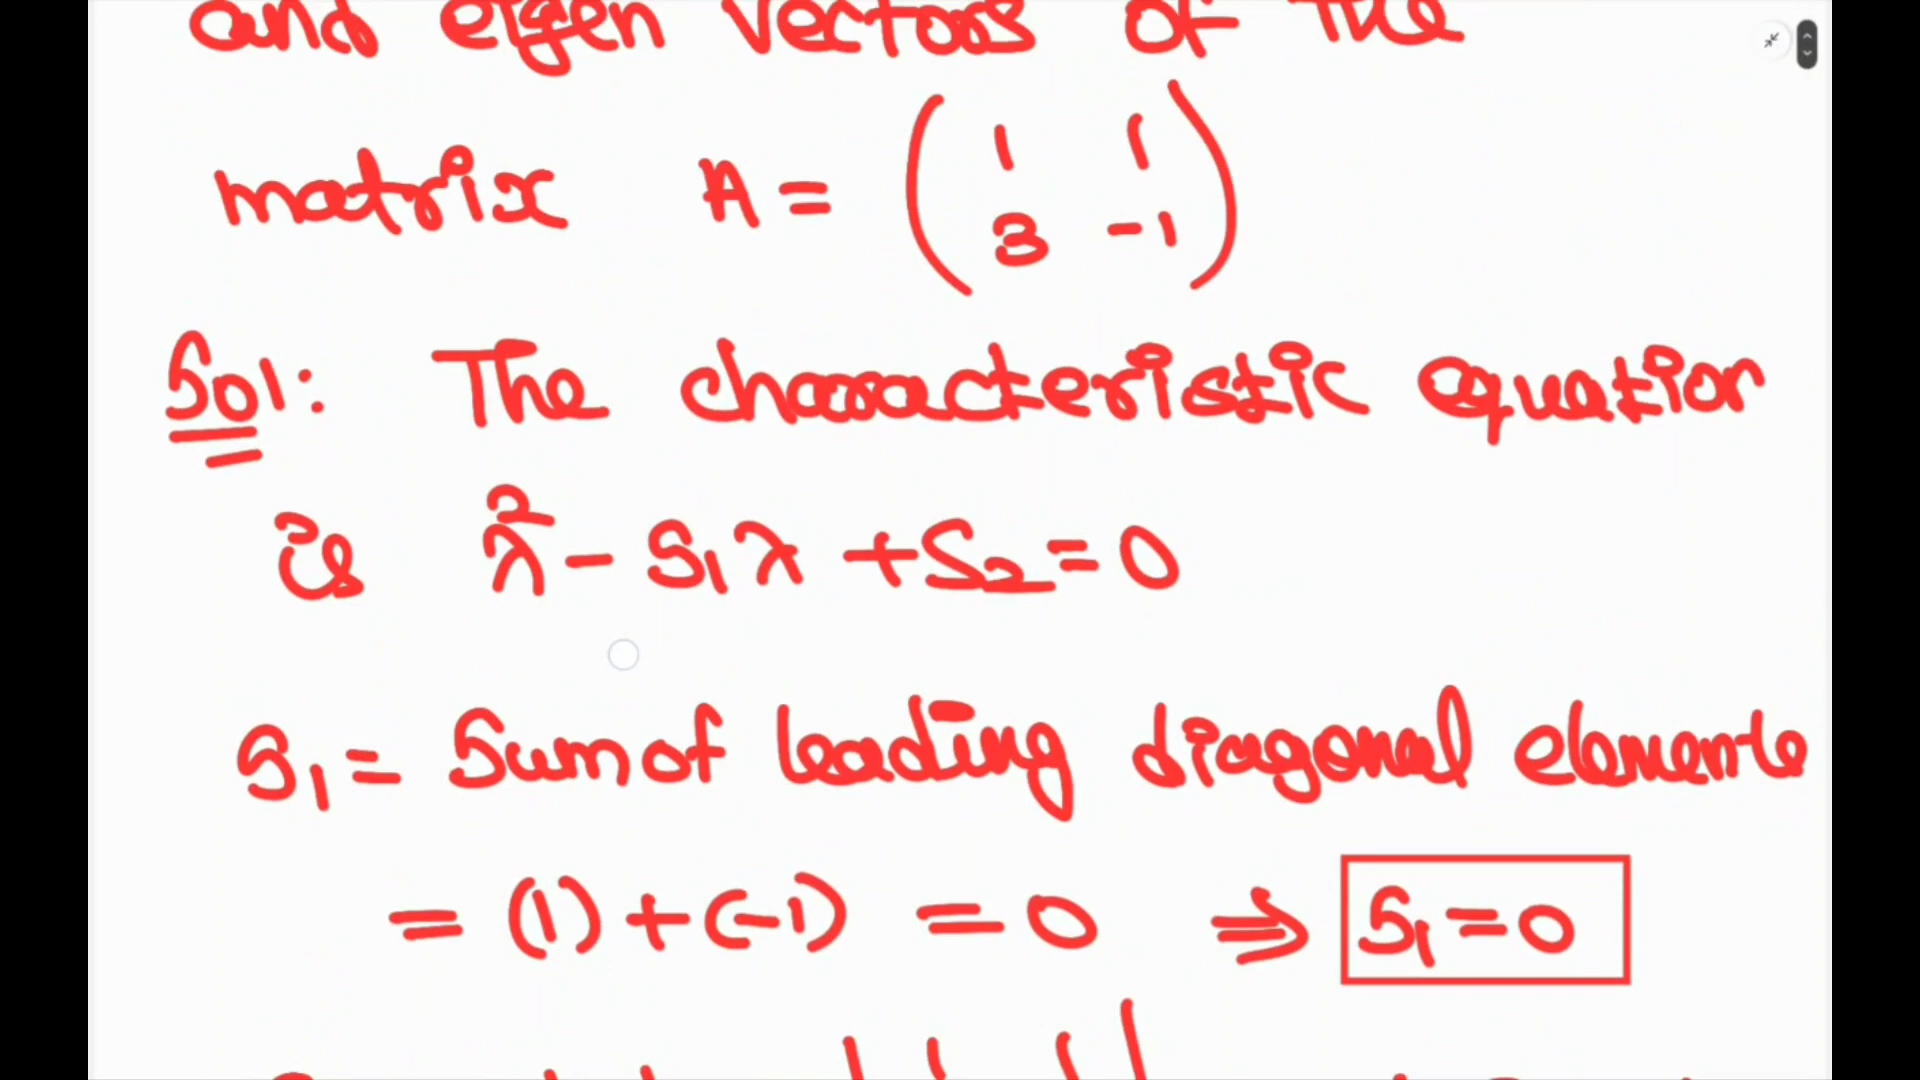 and eigen vectors of the
matrix A = ( 1 1
3 -1 )
Sol: The characteristic equation
is λ² - S₁λ + S₂ = 0
S₁ = Sum of leading diagonal elements
= (1) + (-1) = 0 ⇒ S₁ = 0